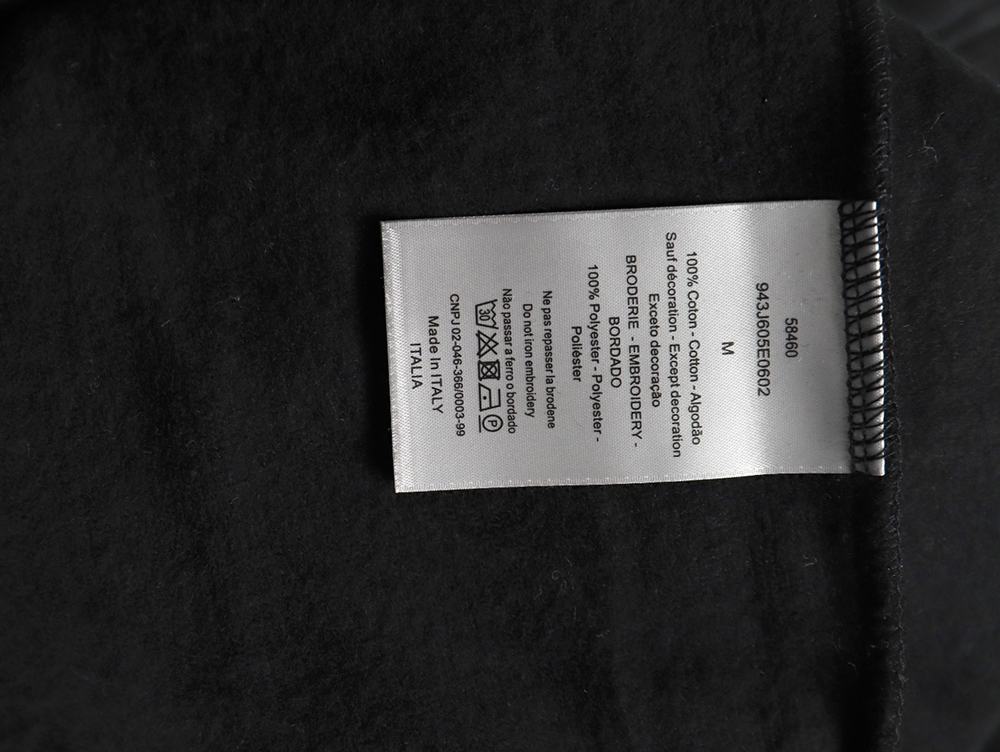 58460
943J605E0602
M
100% Coton - Cotton - Algodão
Sauf décoration - Except decoration
Exceto decoração
BRODERIE - EMBROIDERY -
BORDADO
100% Polyester - Polyester -
Poliéster
Ne pas repasser la brodene
Do not iron embroidery
Não passar a ferro o bordado
30 P
CNPJ 02-046-366/0003-99
Made In ITALY
ITALIA